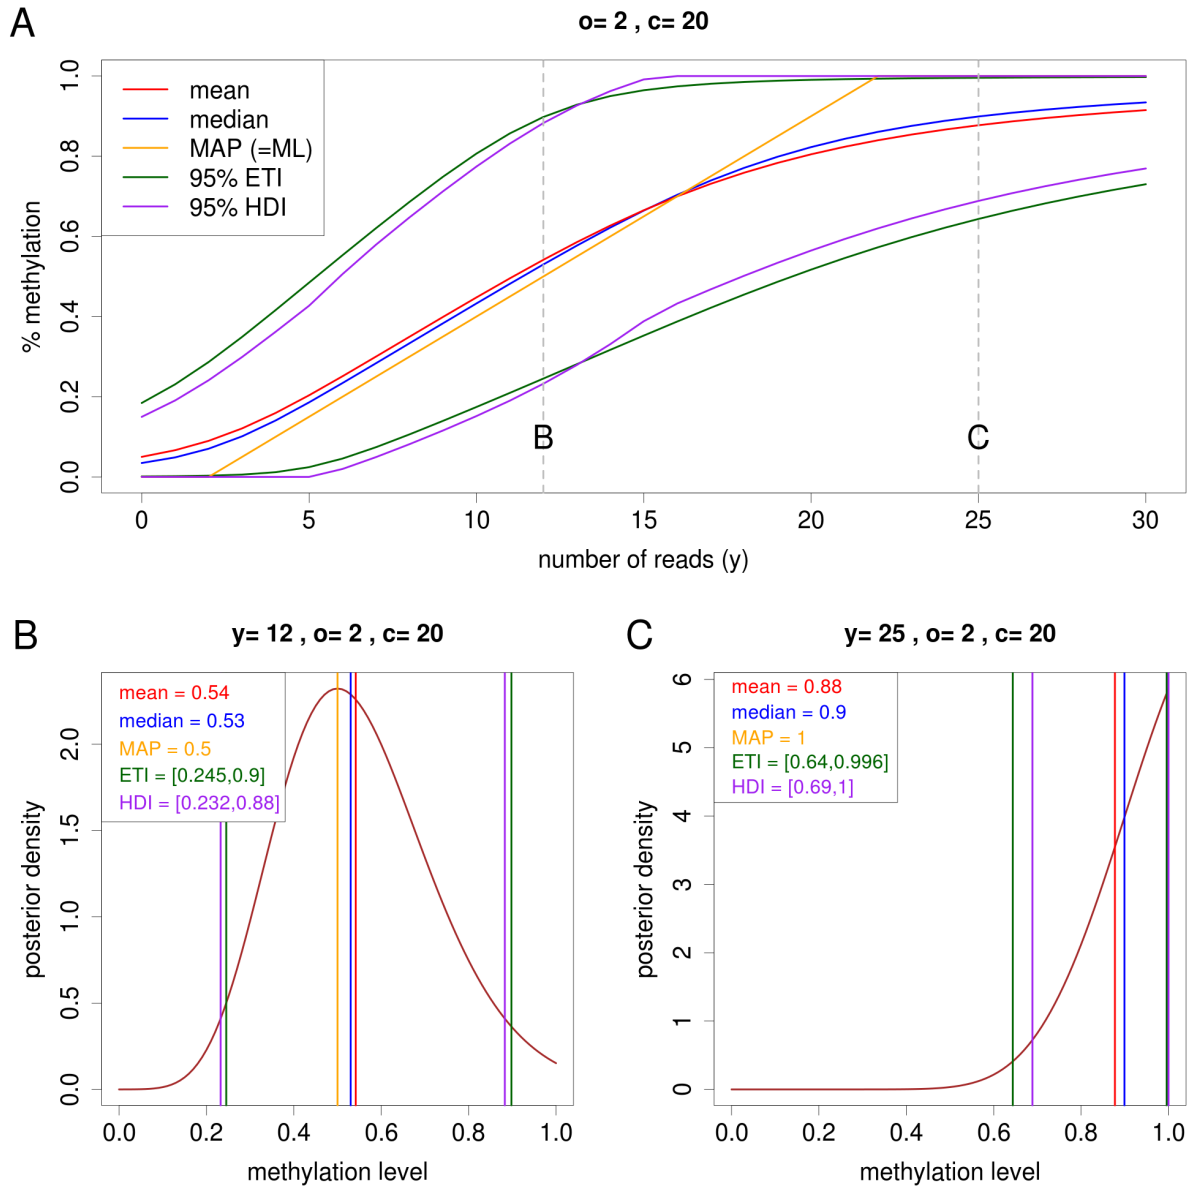 A
o= 2 , c= 20
mean
median
MAP (=ML)
95% ETI
95% HDI
% methylation
0.0
0.2
0.4
0.6
0.8
1.0
B
C
0 5 10 15 20 25 30
number of reads (y)
B
y= 12 , o= 2 , c= 20
mean = 0.54
median = 0.53
MAP = 0.5
ETI = [0.245,0.9]
HDI = [0.232,0.88]
posterior density
0.0
0.5
1.0
1.5
2.0
0.0 0.2 0.4 0.6 0.8 1.0
methylation level
C
y= 25 , o= 2 , c= 20
mean = 0.88
median = 0.9
MAP = 1
ETI = [0.64,0.996]
HDI = [0.69,1]
posterior density
0
1
2
3
4
5
6
0.0 0.2 0.4 0.6 0.8 1.0
methylation level